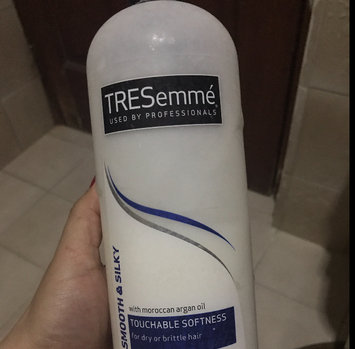 TRESemmé
USED BY PROFESSIONALS
SMOOTH & SILKY
with moroccan argan oil
TOUCHABLE SOFTNESS
for dry or brittle hair